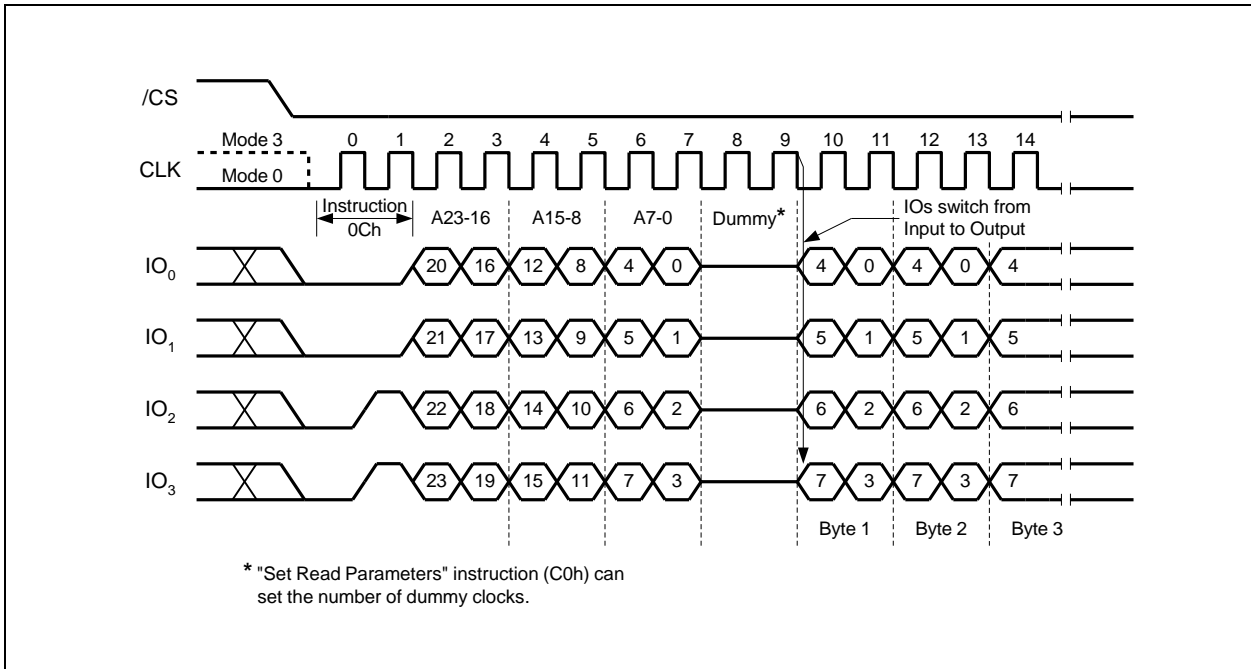 /CS
Mode 3 0 1 2 3 4 5 6 7 8 9 10 11 12 13 14
CLK Mode 0
Instruction A23-16 A15-8 A7-0 Dummy* IOs switch from
0Ch Input to Output
IO0 20 16 12 8 4 0 4 0 4 0 4
IO1 21 17 13 9 5 1 5 1 5 1 5
IO2 22 18 14 10 6 2 6 2 6 2 6
IO3 23 19 15 11 7 3 7 3 7 3 7
Byte 1 Byte 2 Byte 3
* "Set Read Parameters" instruction (C0h) can
set the number of dummy clocks.